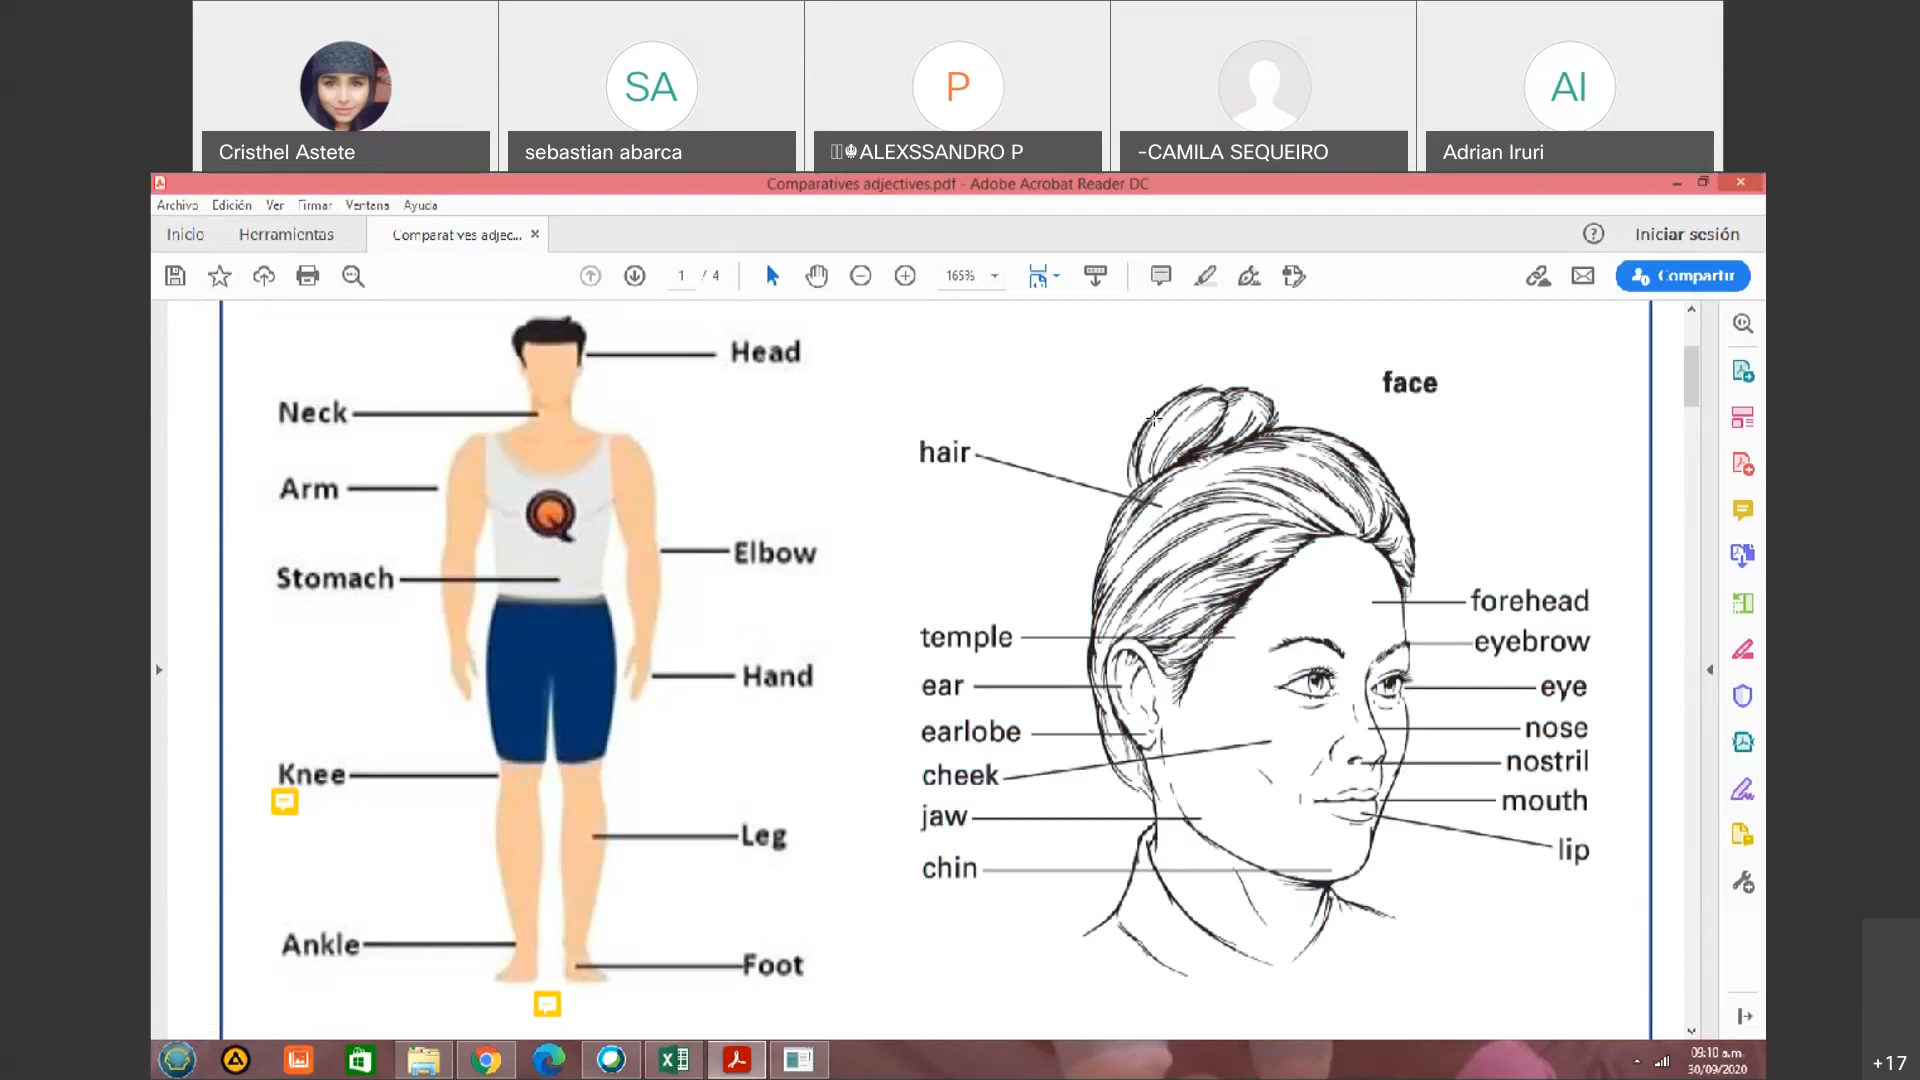 SA
P
AI
Cristhel Astete
sebastian abarca
ALEXSSANDRO P
-CAMILA SEQUEIRO
Adrian Iruri
Comparatives adjectives.pdf - Adobe Acrobat Reader DC
Archivo Edición Ver Firmar Ventana Ayuda
Inicio Herramientas Comparatives adjec... Iniciar sesión
1 / 4 165% Compartir
Head
Neck
Arm
Stomach
Elbow
Hand
Knee
Leg
Ankle
Foot
face
hair
temple
ear
earlobe
cheek
jaw
chin
forehead
eyebrow
eye
nose
nostril
mouth
lip
09:10 a.m.
30/09/2020
+17